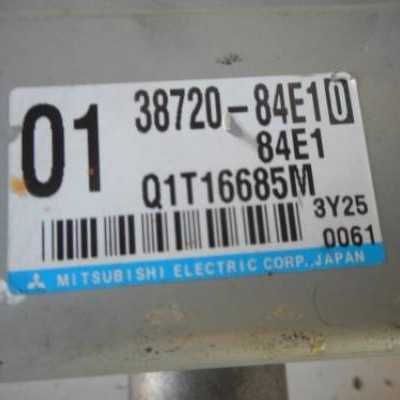 01 38720-84E10
84E1
Q1T16685M
3Y25
0061
MITSUBISHI ELECTRIC CORP., JAPAN